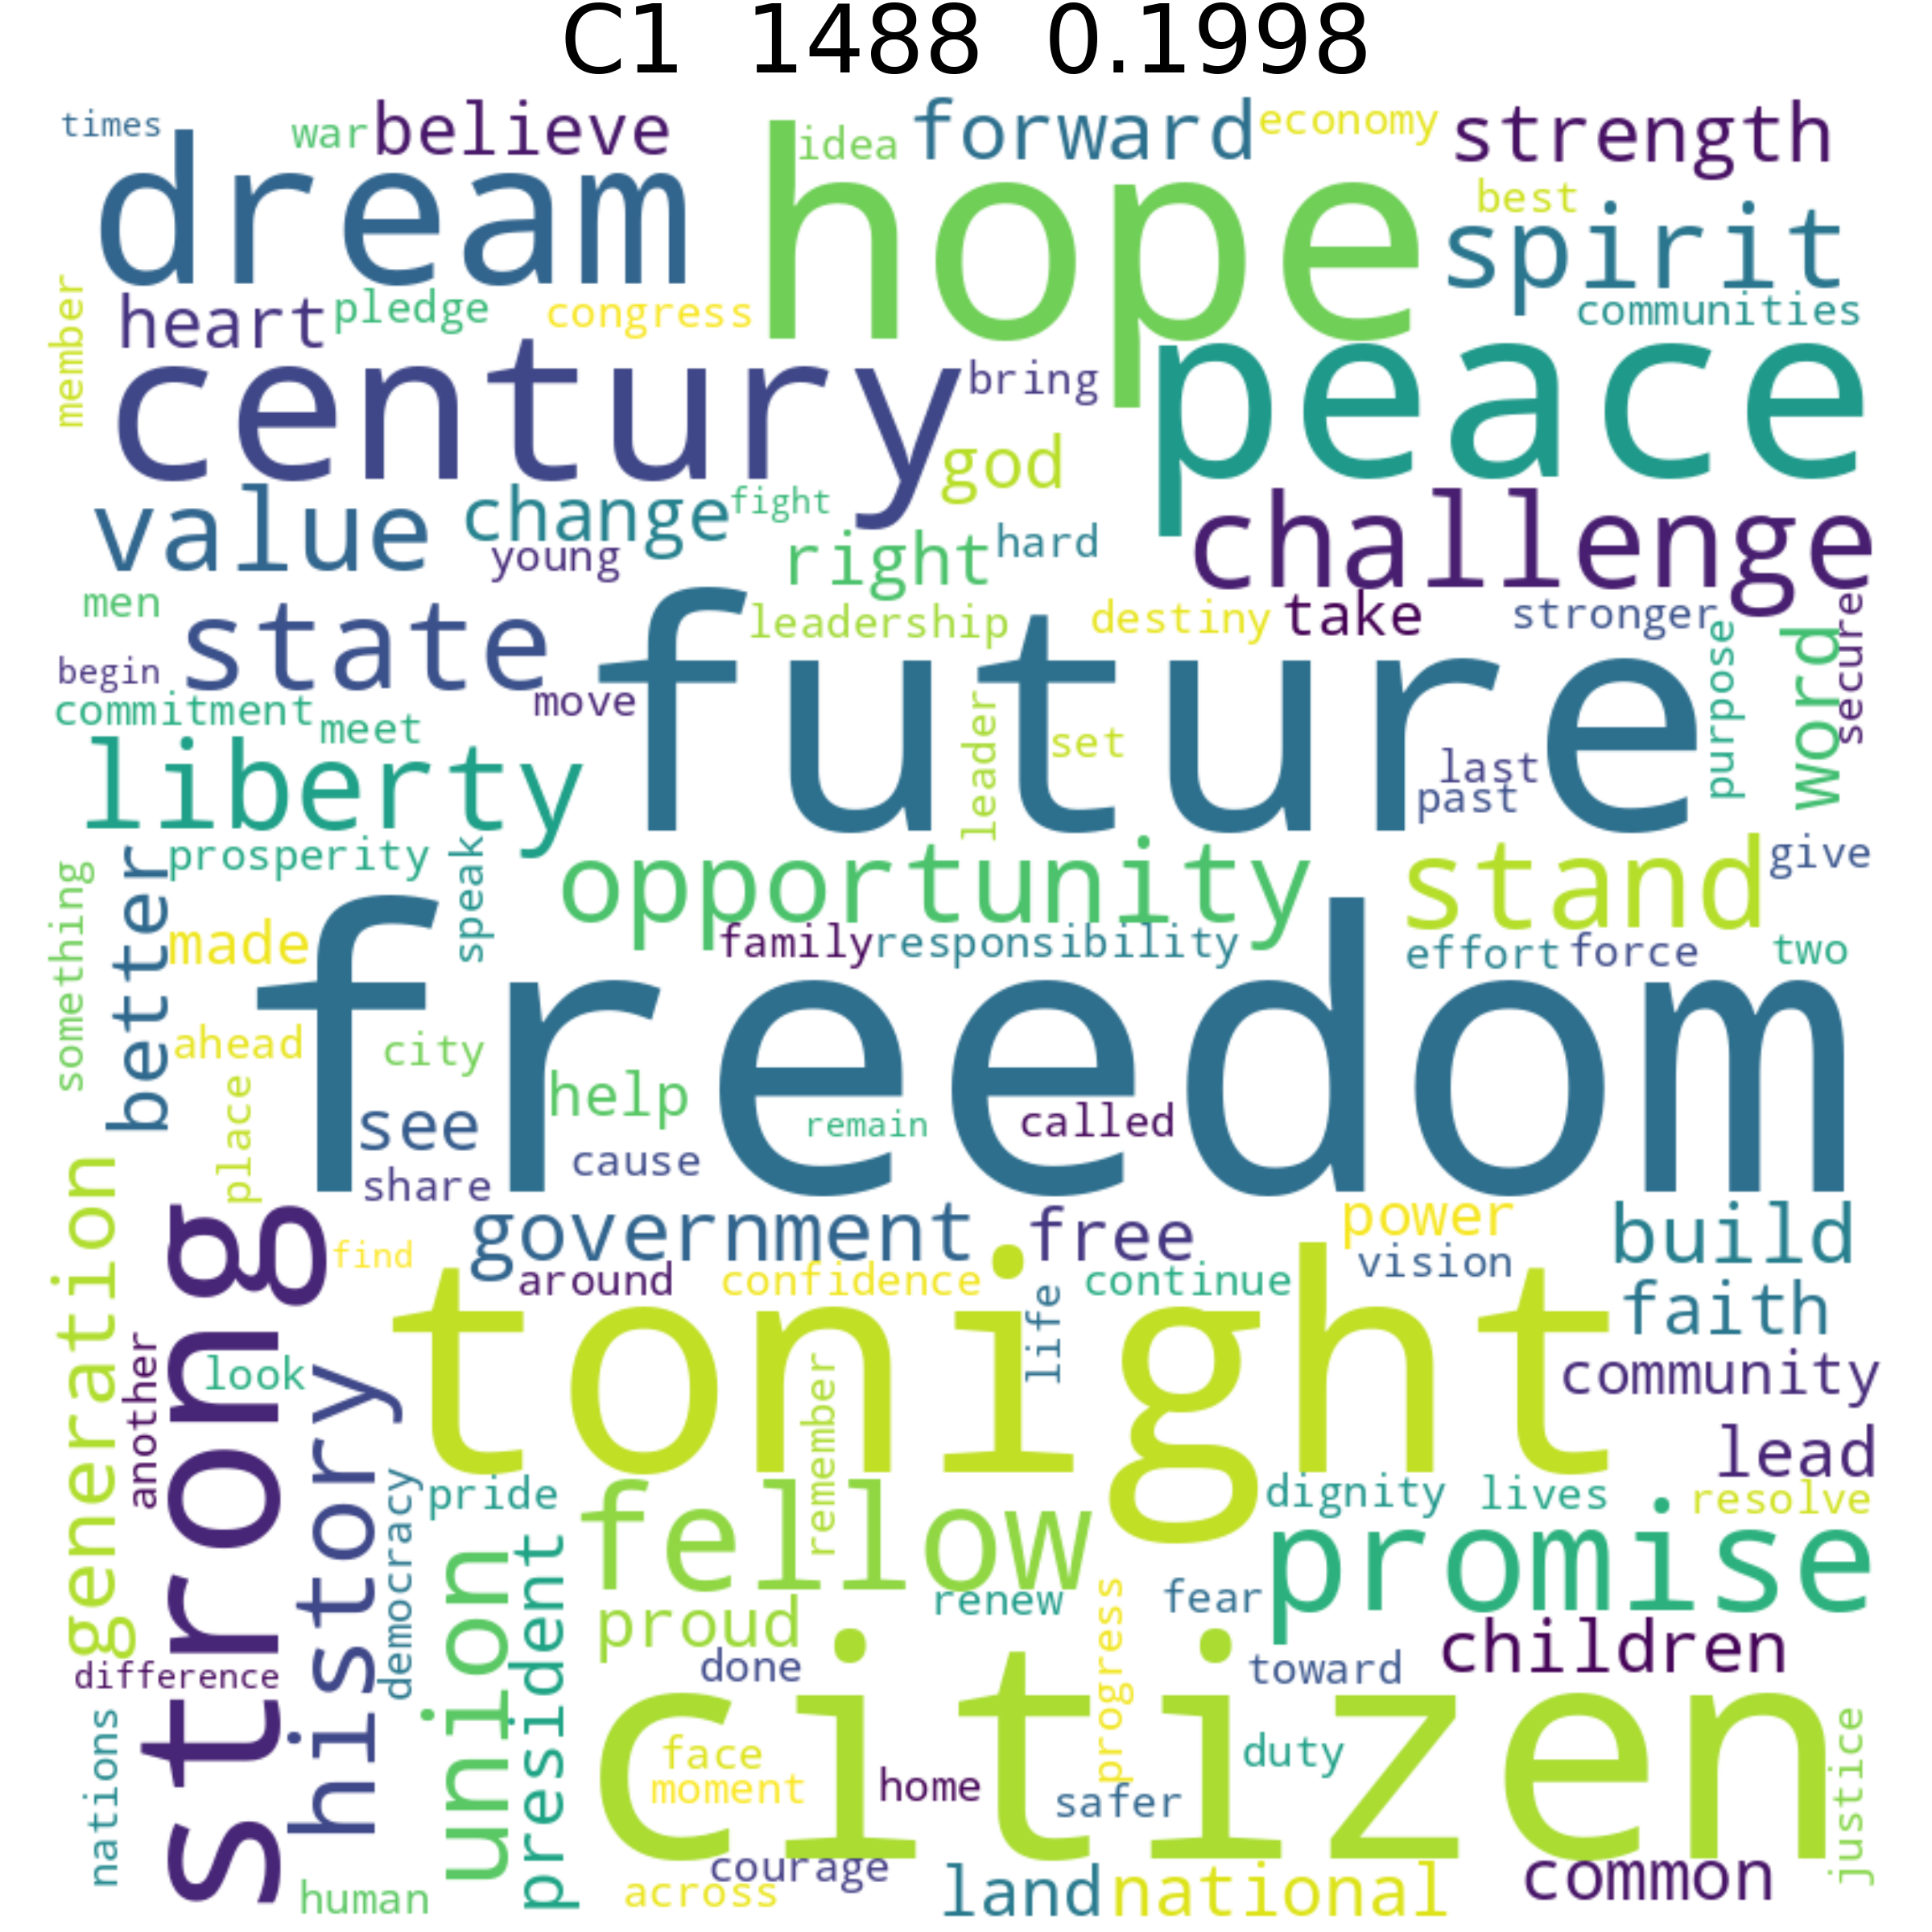 C1 1488 0.1998
times
war
believe
idea
forward
economy
strength
dream
hope
best
spirit
member
heart
pledge
congress
communities
century
bring
peace
god
value
change
fight
young
right
hard
challenge
men
state
leadership
destiny
take
stronger
secure
begin
move
future
purpose
word
commitment
meet
leader
set
last
past
liberty
prosperity
speak
opportunity
stand
give
something
better
made
family
responsibility
effort
force
two
freedom
ahead
city
place
help
see
remain
called
share
cause
generation
strong
government
free
power
build
find
around
confidence
life
continue
vision
faith
tonight
another
look
history
remember
community
lead
democracy
pride
fellow
dignity
lives
resolve
promise
union
president
proud
renew
progress
fear
children
difference
done
toward
citizen
nations
face
moment
home
safer
duty
justice
human
courage
across
land
national
common